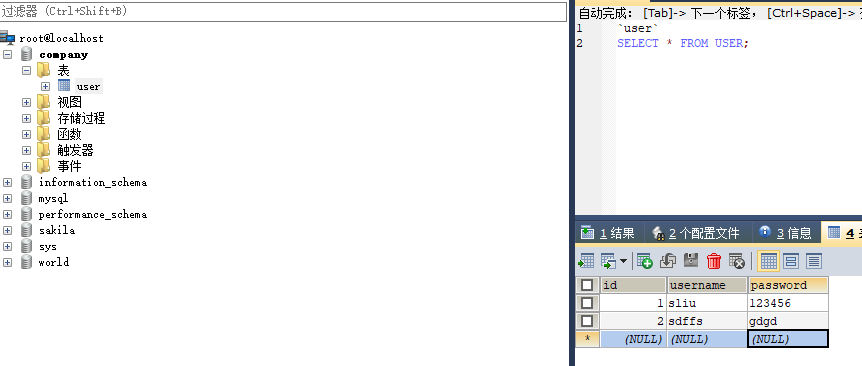 过滤器 (Ctrl+Shift+B)
root@localhost
company
表
user
视图
存储过程
函数
触发器
事件
information_schema
mysql
performance_schema
sakila
sys
world
自动完成: [Tab]-> 下一个标签, [Ctrl+Space]->
1 `user`
2 SELECT * FROM USER;
1 结果 2 个配置文件 3 信息 4
id username password
1 sliu 123456
2 sdffs gdgd
* (NULL) (NULL) (NULL)